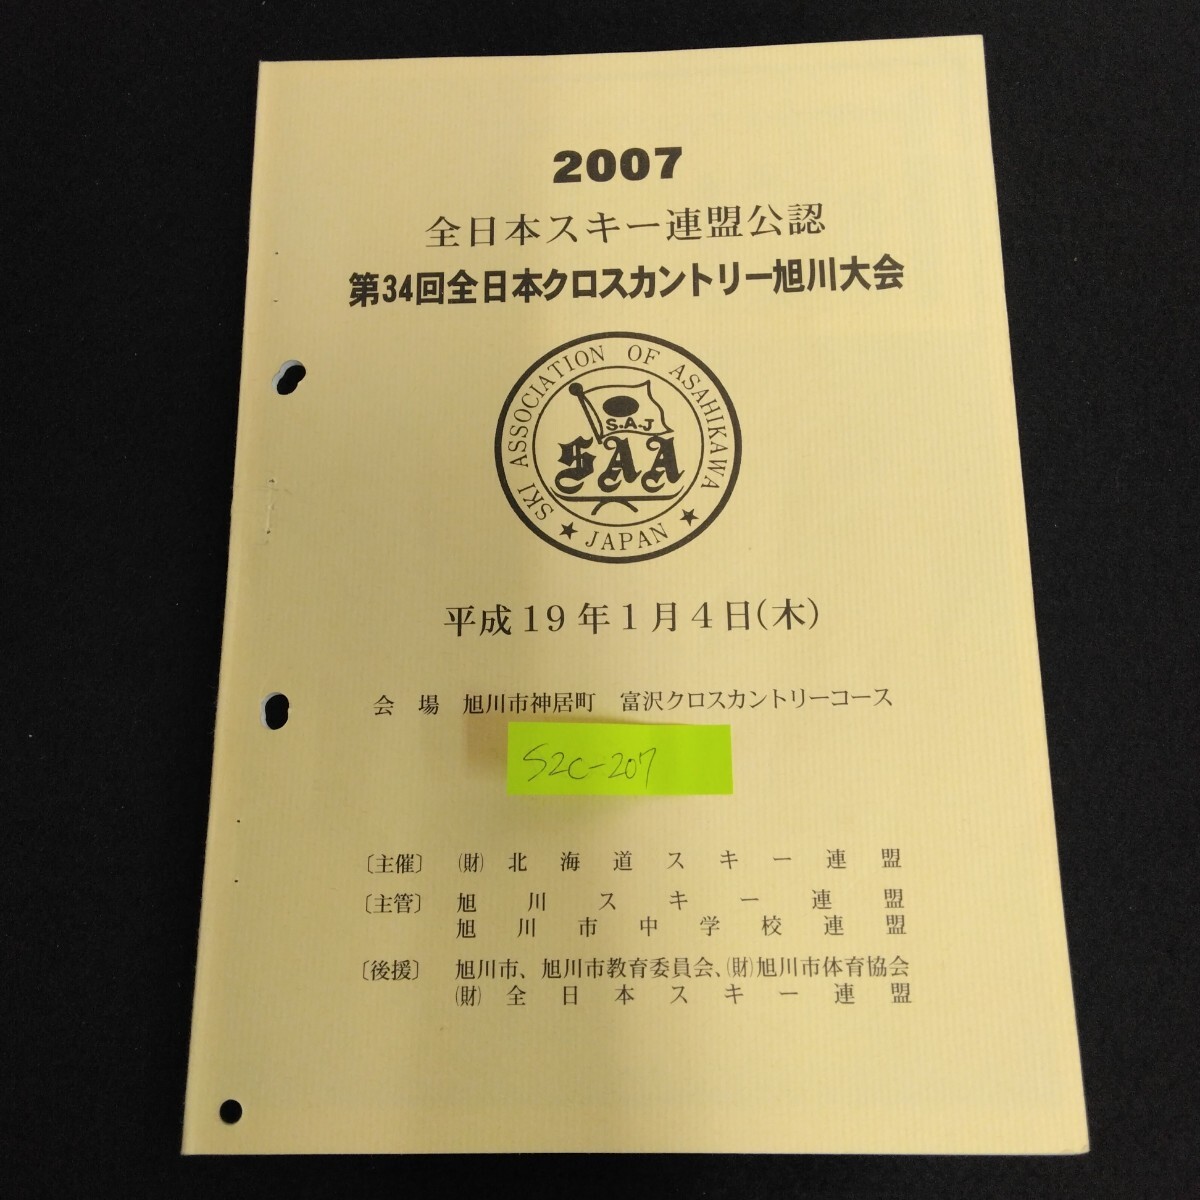 2007
全日本スキー連盟公認
第34回全日本クロスカントリー旭川大会
SKI ASSOCIATION OF ASAHIKAWA
S-A-J
SAA
★ JAPAN ★
平成19年1月4日(木)
会 場 旭川市神居町 富沢クロスカントリーコース
S2C-207
〔主催〕 ㈶ 北海道スキー連盟
〔主管〕 旭川スキー連盟
旭川市中学校連盟
〔後援〕 旭川市、旭川市教育委員会、㈶旭川市体育協会
㈶ 全日本スキー連盟